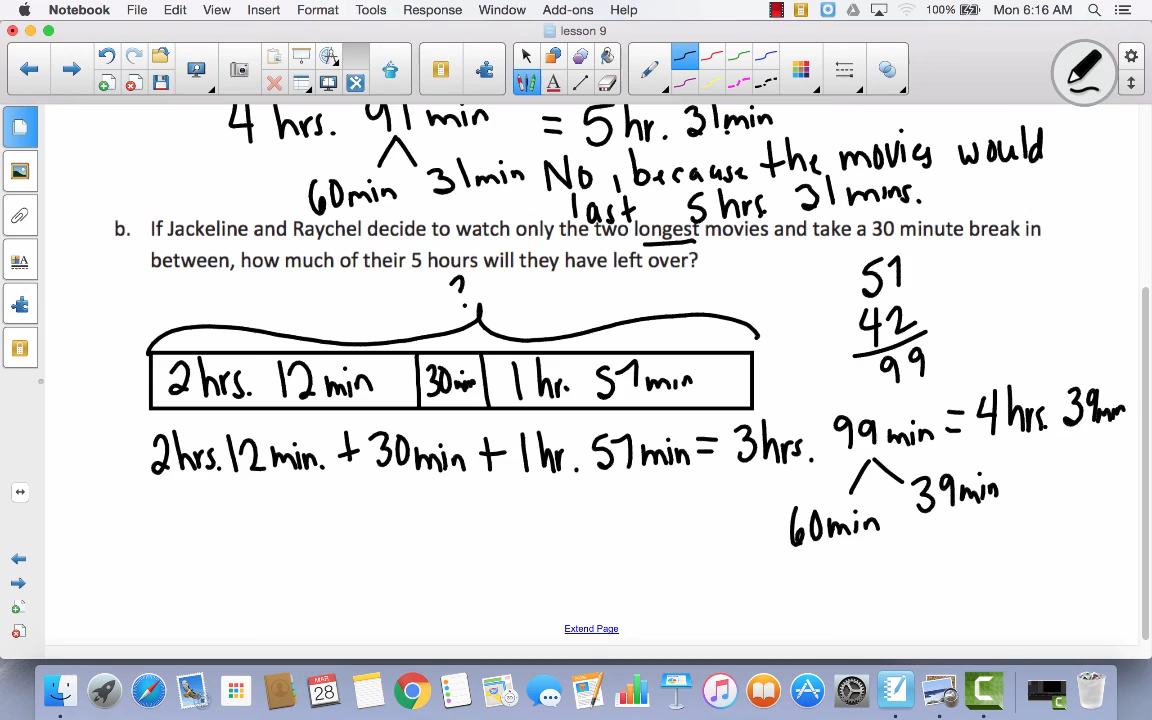 Notebook File Edit View Insert Format Tools Response Window Add-ons Help 100% Mon 6:16 AM
lesson 9
4 hrs. 91 min = 5 hr. 31 min
60 min 31 min No, because the movies would
last 5 hrs. 31 mins.
b. If Jackeline and Raychel decide to watch only the two longest movies and take a 30 minute break in
between, how much of their 5 hours will they have left over?
?
57
42
99
2 hrs. 12 min 30 min 1 hr. 57 min
2 hrs. 12 min. + 30 min + 1 hr. 57 min = 3 hrs. 99 min = 4 hrs. 39 min
60 min 39 min
Extend Page
MAR
28